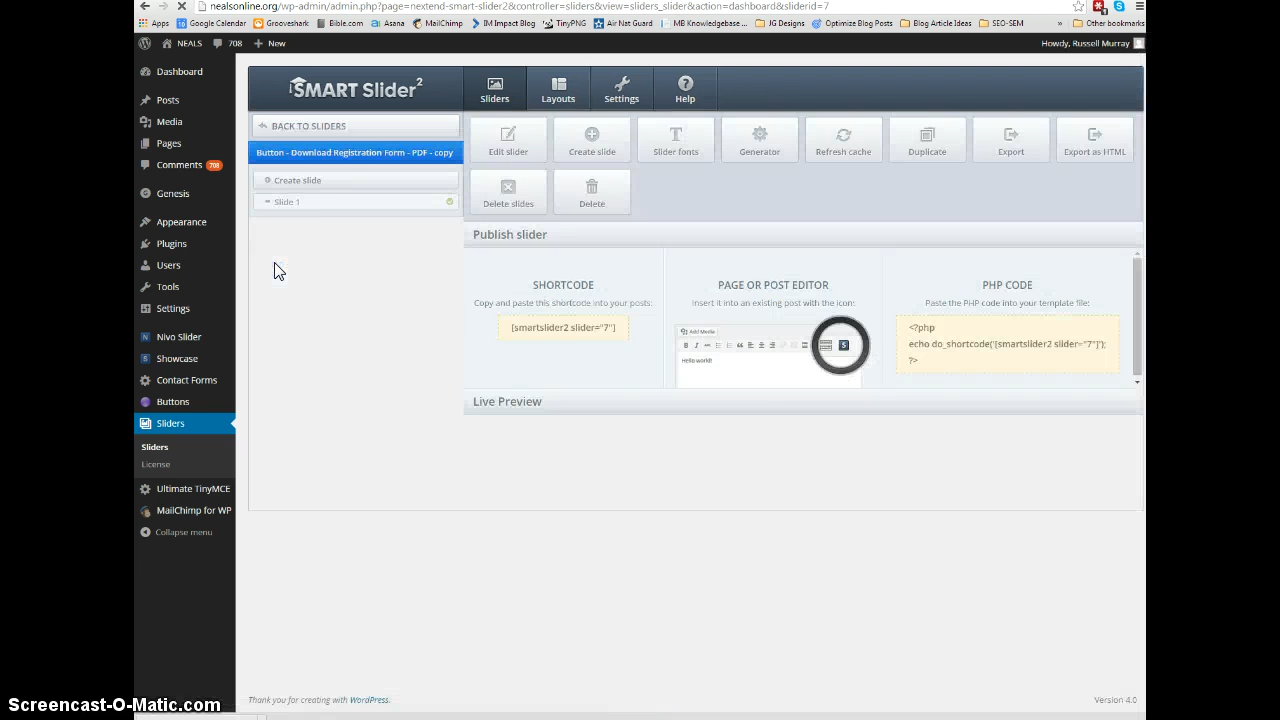 nealsonline.org/wp-admin/admin.php?page=nextend-smart-slider2&controller=sliders&view=sliders_slider&action=dashboard&sliderid=7
Apps Google Calendar Grooveshark Bible.com Asana MailChimp IM Impact Blog TinyPNG Air Nat Guard MB Knowledgebase ... JG Designs Optimize Blog Posts Blog Article Ideas SEO-SEM » Other bookmarks
NEALS 708 + New Howdy, Russell Murray
Dashboard
Posts
Media
Pages
Comments 708
Genesis
Appearance
Plugins
Users
Tools
Settings
Nivo Slider
Showcase
Contact Forms
Buttons
Sliders
Sliders
License
Ultimate TinyMCE
MailChimp for WP
Collapse menu
SMART Slider2
Sliders Layouts Settings Help
BACK TO SLIDERS
Button - Download Registration Form - PDF - copy
Create slide
Slide 1
Edit slider Create slide Slider fonts Generator Refresh cache Duplicate Export Export as HTML
Delete slides Delete
Publish slider
SHORTCODE
Copy and paste this shortcode into your posts:
[smartslider2 slider="7"]
PAGE OR POST EDITOR
Insert it into an existing post with the icon:
Add Media
Hello world!
PHP CODE
Paste the PHP code into your template file:
<?php
echo do_shortcode('[smartslider2 slider="7"]');
?>
Live Preview
Thank you for creating with WordPress.
Version 4.0
Screencast-O-Matic.com